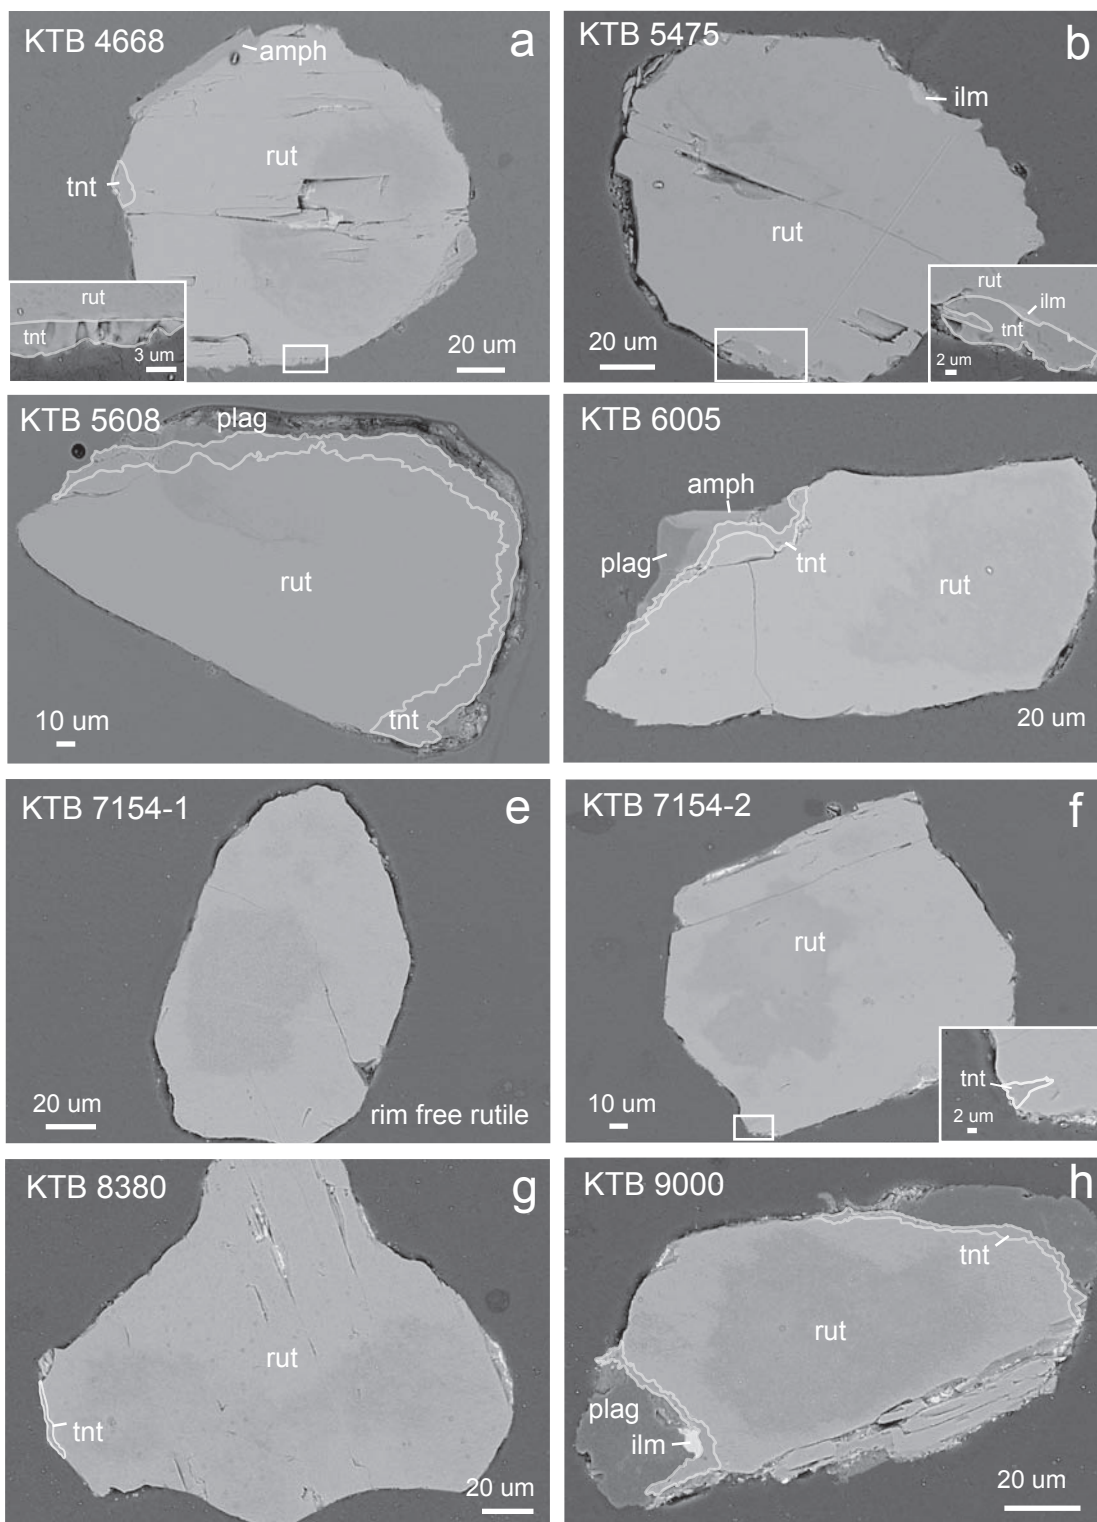 KTB 4668
a
amph
rut
tnt
rut
tnt
3 um
20 um
KTB 5475
b
ilm
rut
20 um
rut
ilm
tnt
2 um
KTB 5608
plag
rut
10 um
tnt
KTB 6005
amph
plag
tnt
rut
20 um
KTB 7154-1
e
20 um
rim free rutile
KTB 7154-2
f
rut
10 um
tnt
2 um
KTB 8380
g
rut
tnt
20 um
KTB 9000
h
tnt
rut
plag
ilm
20 um